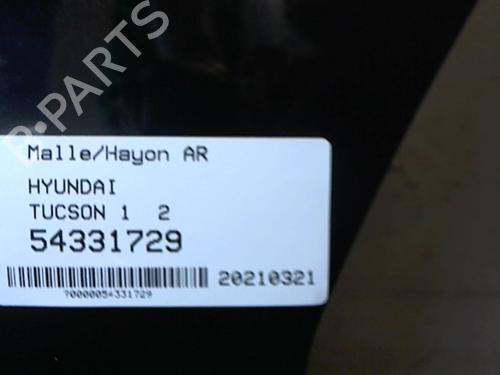 B-PARTS
Malle/Hayon AR
HYUNDAI
TUCSON 1 2
54331729
20210321
70000054331729